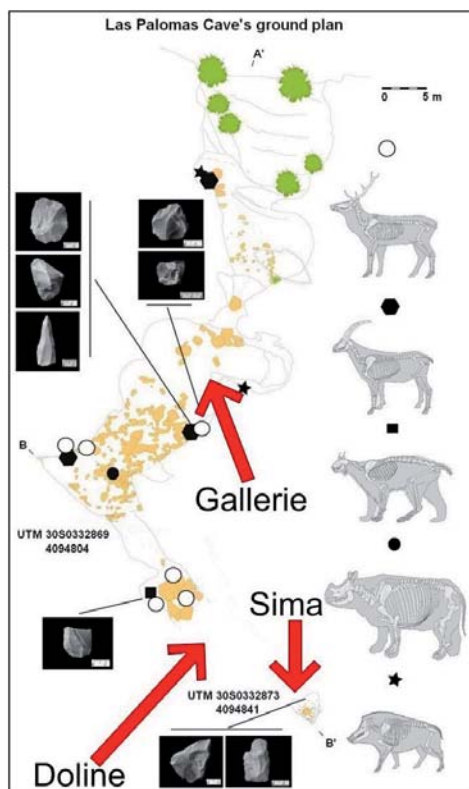 Las Palomas Cave's ground plan
A'
0 5 m
B
Gallerie
UTM 30S0332869
4094804
Sima
UTM 30S0332873
4094841
B'
Doline